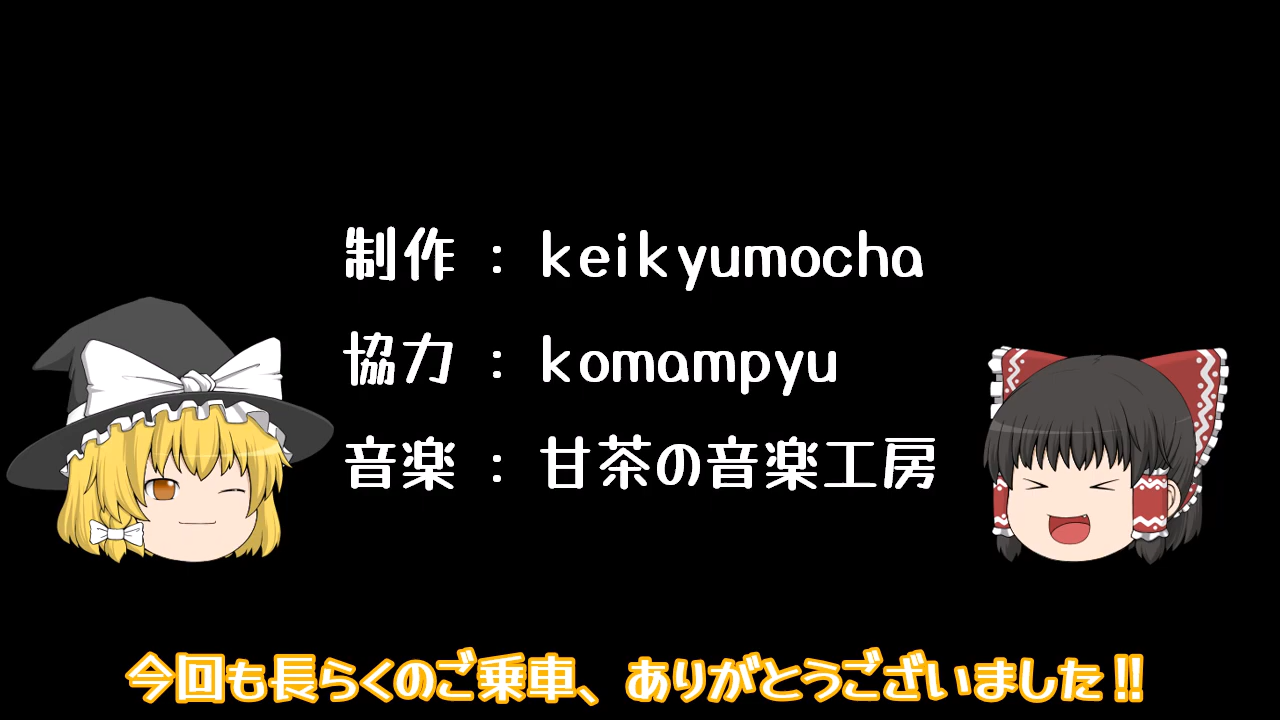 制作 : keikyumocha
協力 : komampyu
音楽 : 甘茶の音楽工房
今回も長らくのご乗車、ありがとうございました!!